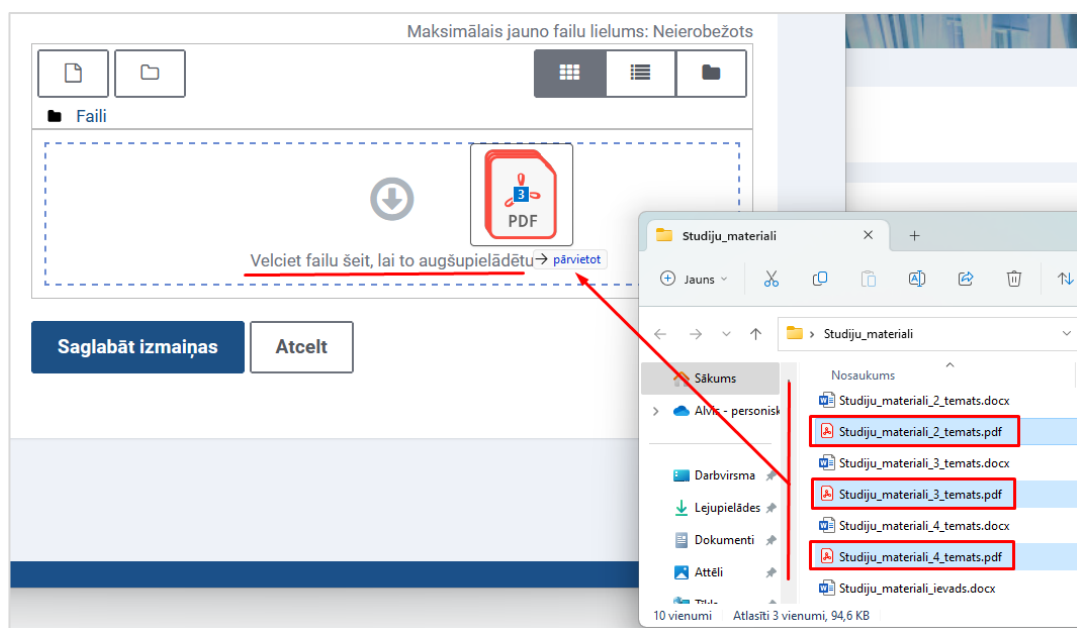 Maksimālais jauno failu lielums: Neierobežots
Faili
3
PDF
Velciet failu šeit, lai to augšupielādētu
→ pārvietot
Saglabāt izmaiņas
Atcelt
Studiju_materiali
Jauns
Studiju_materiali
Sākums
Alvis - personisk
Darbvirsma
Lejupielādes
Dokumenti
Attēli
Nosaukums
Studiju_materiali_2_temats.docx
Studiju_materiali_2_temats.pdf
Studiju_materiali_3_temats.docx
Studiju_materiali_3_temats.pdf
Studiju_materiali_4_temats.docx
Studiju_materiali_4_temats.pdf
Studiju_materiali_ievads.docx
10 vienumi
Atlasīti 3 vienumi, 94,6 KB